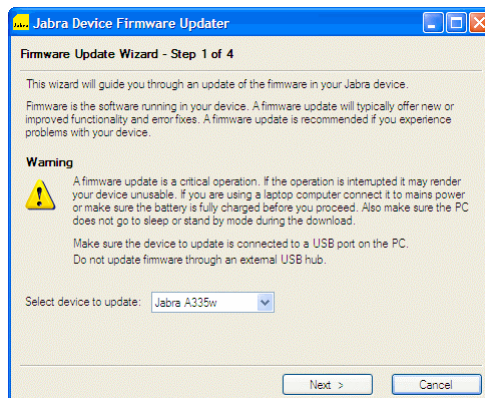 Jabra
Jabra Device Firmware Updater
Firmware Update Wizard - Step 1 of 4
This wizard will guide you through an update of the firmware in your Jabra device.
Firmware is the software running in your device. A firmware update will typically offer new or
improved functionality and error fixes. A firmware update is recommended if you experience
problems with your device.
Warning
A firmware update is a critical operation. If the operation is interrupted it may render
your device unusable. If you are using a laptop computer connect it to mains power
or make sure the battery is fully charged before you proceed. Also make sure the PC
does not go to sleep or stand by mode during the download.
Make sure the device to update is connected to a USB port on the PC.
Do not update firmware through an external USB hub.
Select device to update: Jabra A335w
Next > Cancel